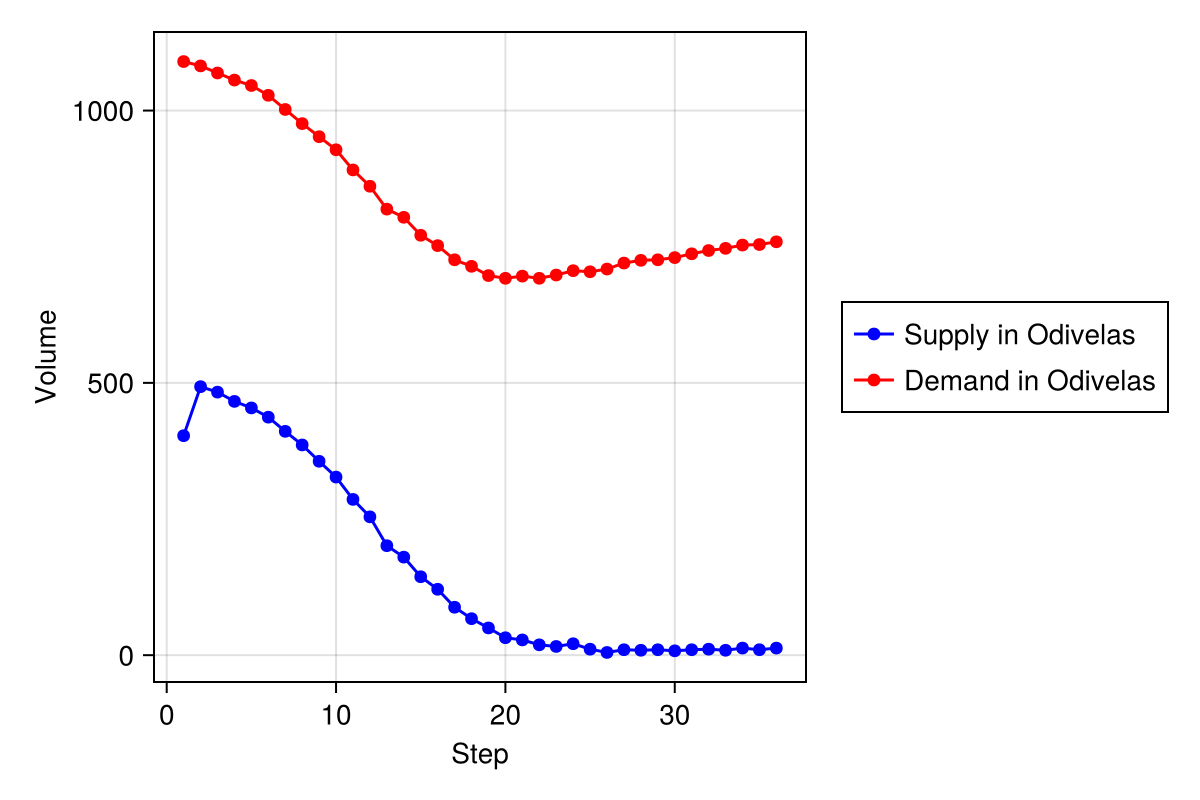 1000
500
0
Volume
0 10 20 30
Step
Supply in Odivelas
Demand in Odivelas